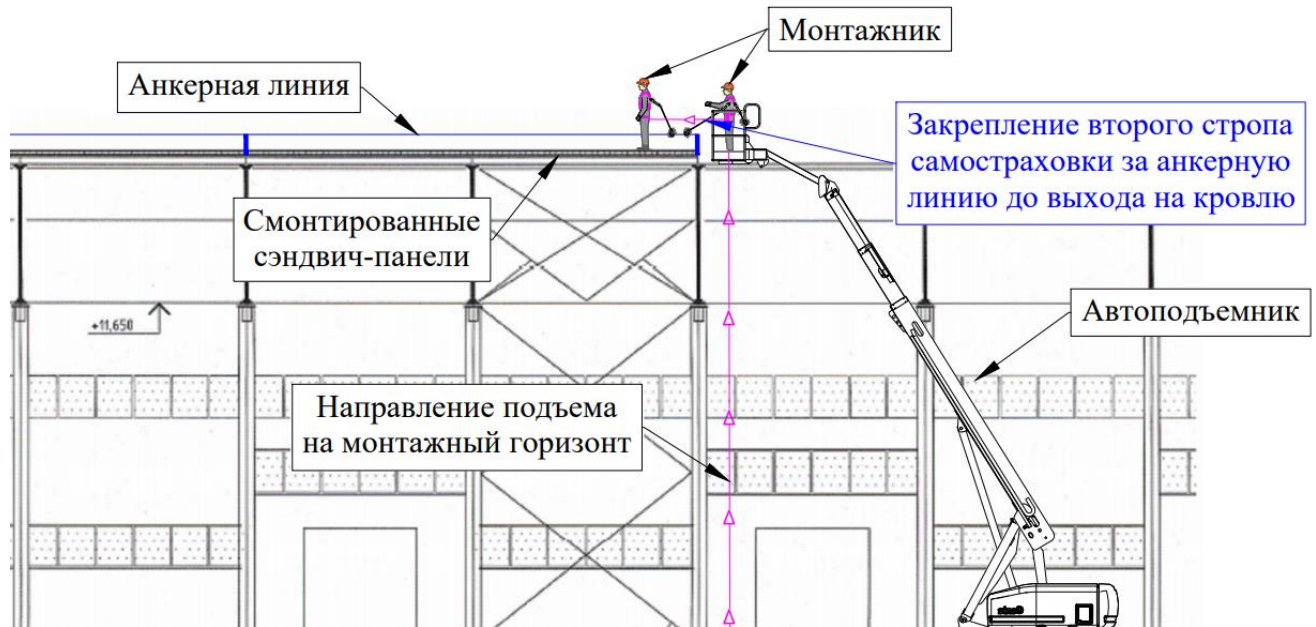 Монтажник
Анкерная линия
Закрепление второго стропа
самостраховки за анкерную
линию до выхода на кровлю
Смонтированные
сэндвич-панели
+11,650
Автоподъемник
Направление подъема
на монтажный горизонт